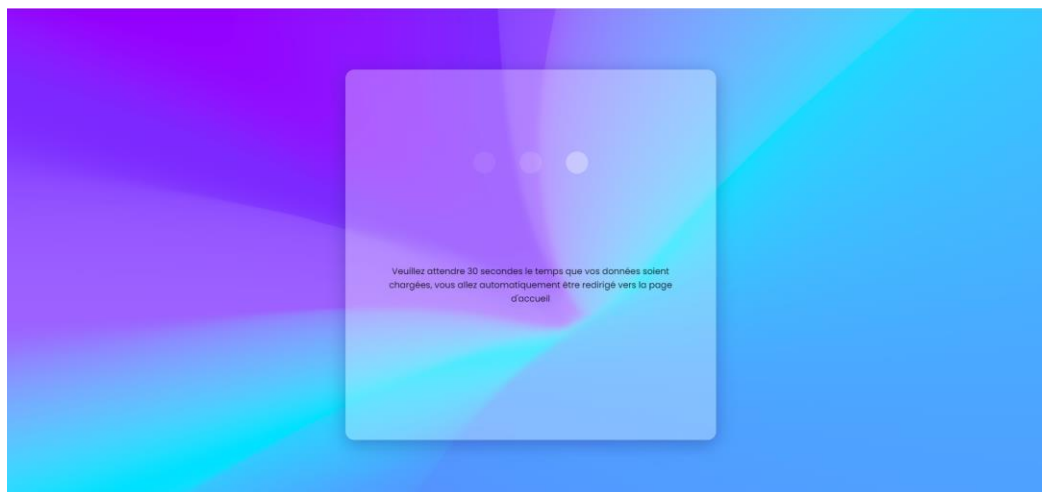 Veuillez attendre 30 secondes le temps que vos données soient
chargées, vous allez automatiquement être redirigé vers la page
d'accueil